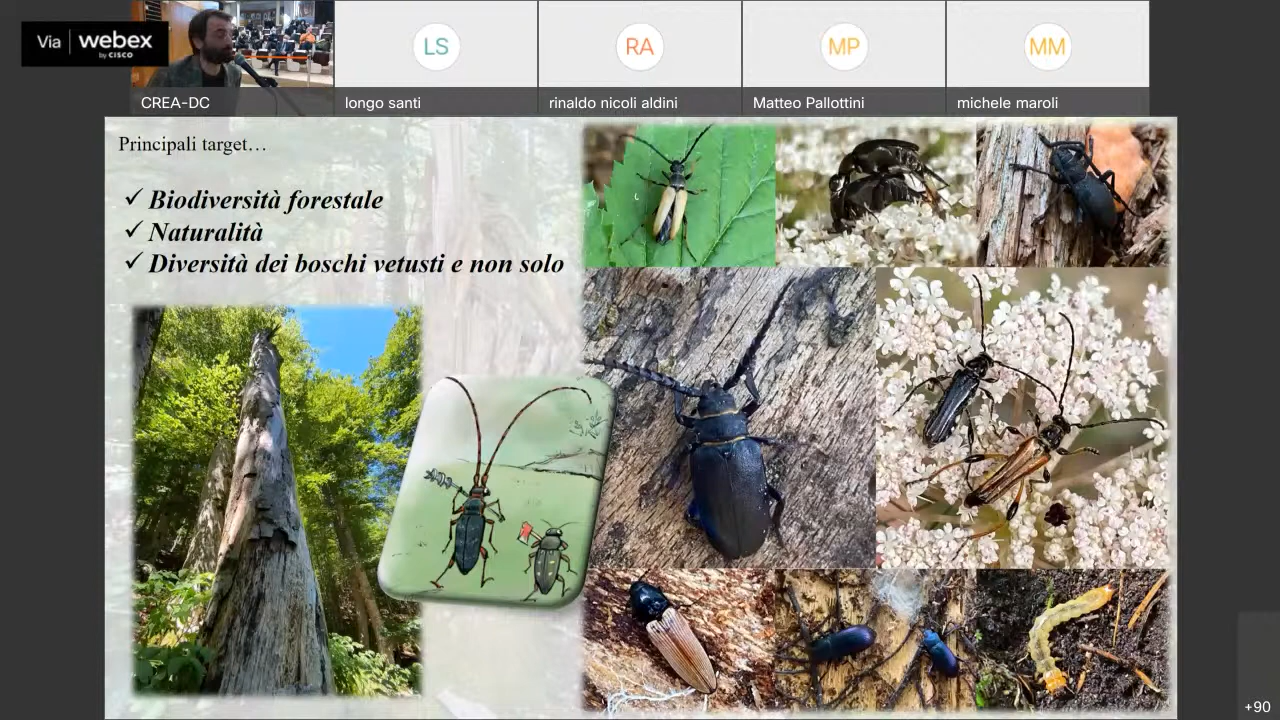 Via webex
by CISCO
LS
RA
MP
MM
CREA-DC
longo santi
rinaldo nicoli aldini
Matteo Pallottini
michele maroli
Principali target…
✓ Biodiversità forestale
✓ Naturalità
✓ Diversità dei boschi vetusti e non solo
+90